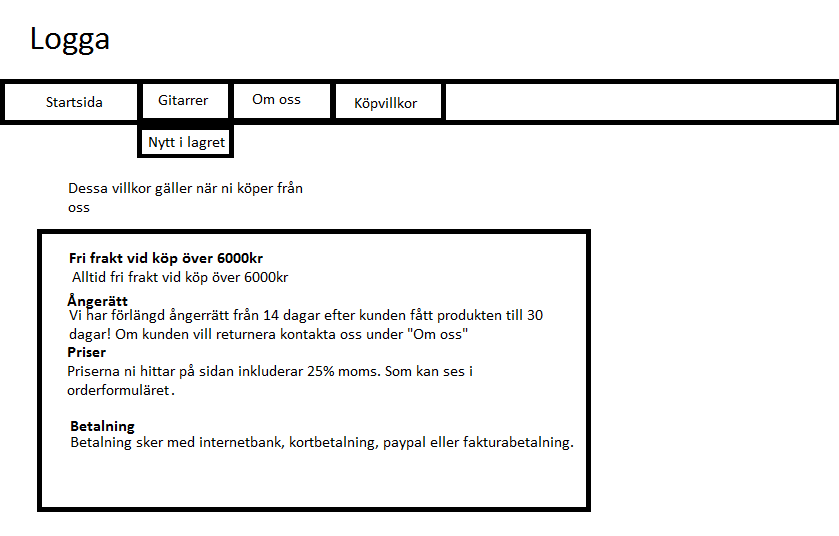 Logga
Startsida
Gitarrer
Om oss
Köpvillkor
Nytt i lagret
Dessa villkor gäller när ni köper från
oss
Fri frakt vid köp över 6000kr
Alltid fri frakt vid köp över 6000kr
Ångerätt
Vi har förlängd ångerrätt från 14 dagar efter kunden fått produkten till 30
dagar! Om kunden vill returnera kontakta oss under "Om oss"
Priser
Priserna ni hittar på sidan inkluderar 25% moms. Som kan ses i
orderformuläret.
Betalning
Betalning sker med internetbank, kortbetalning, paypal eller fakturabetalning.